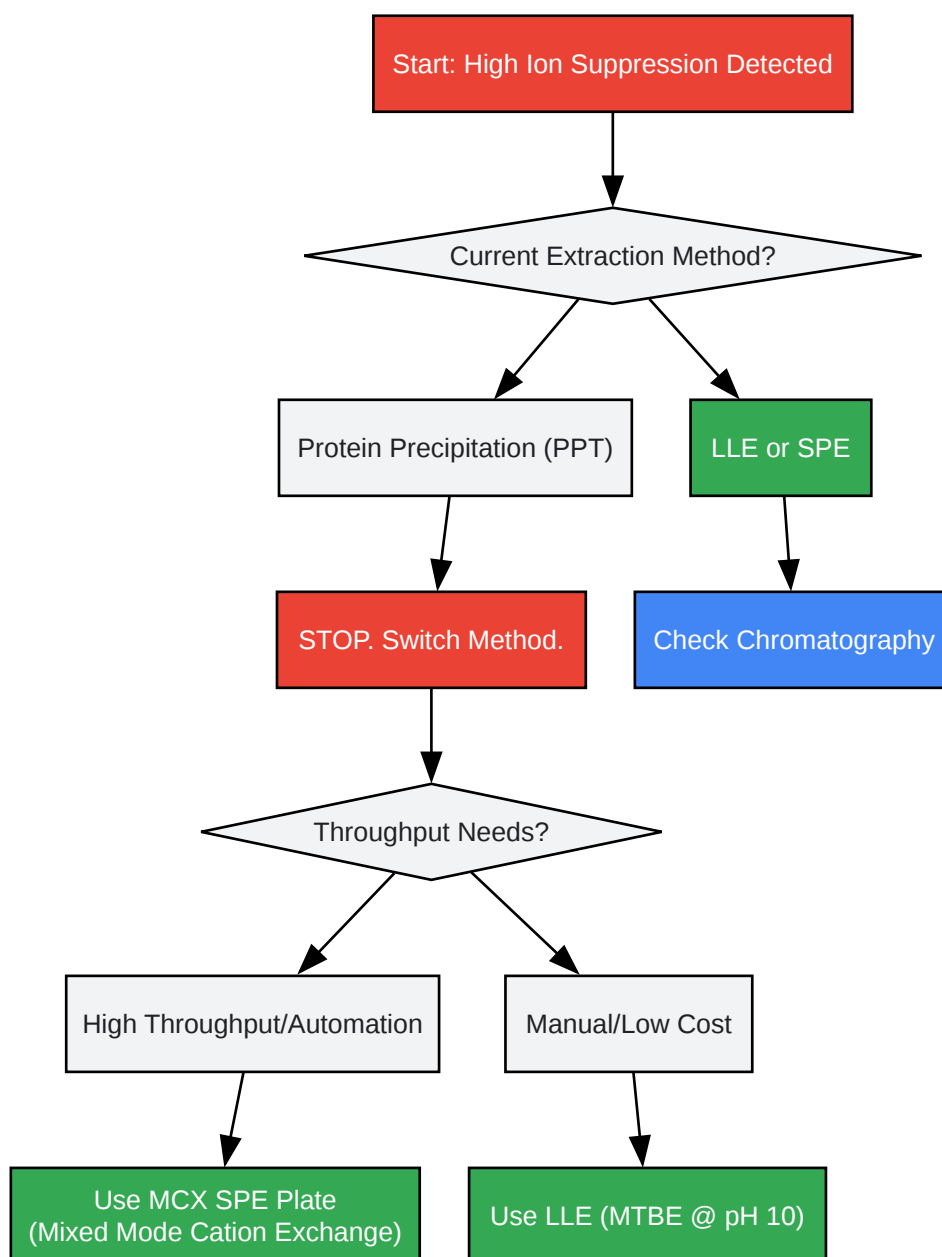 Start: High Ion Suppression Detected
Current Extraction Method?
Protein Precipitation (PPT)
LLE or SPE
STOP. Switch Method.
Check Chromatography
Throughput Needs?
High Throughput/Automation
Manual/Low Cost
Use MCX SPE Plate
(Mixed Mode Cation Exchange)
Use LLE (MTBE @ pH 10)